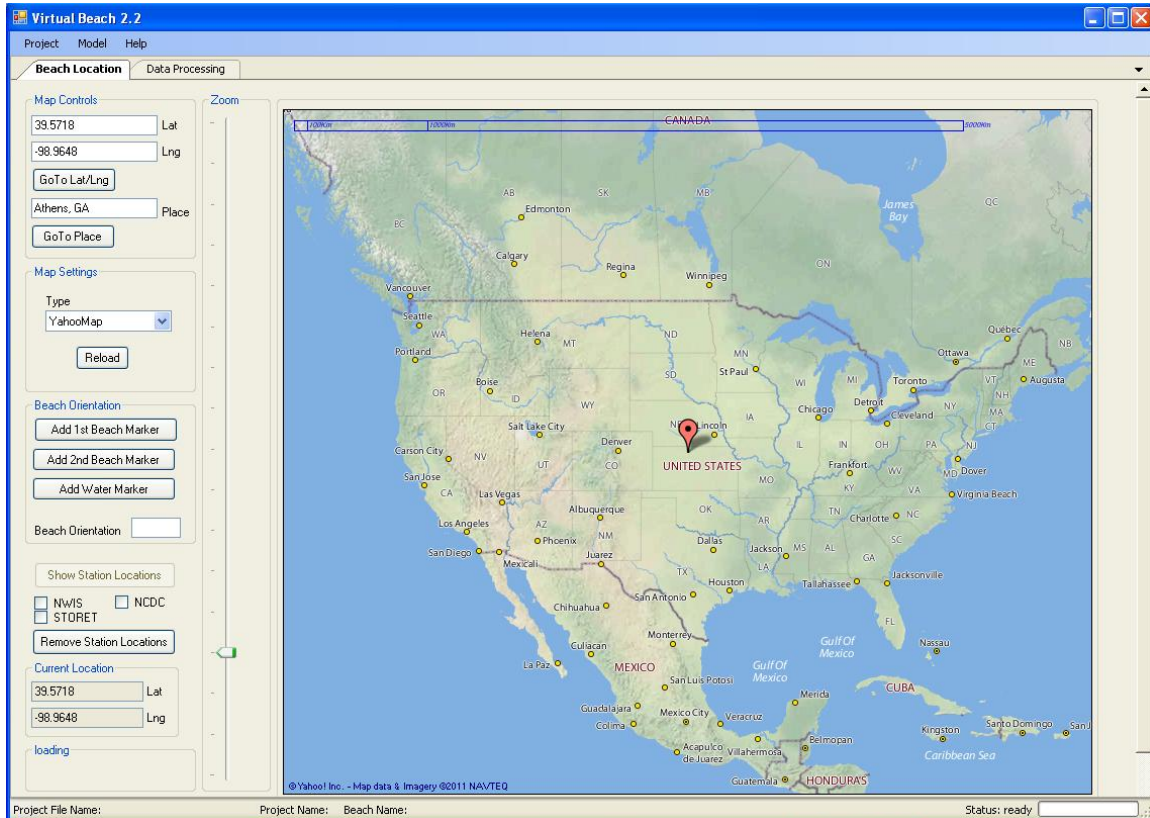 Virtual Beach 2.2
Project Model Help
Beach Location Data Processing
Map Controls
39.5718 Lat
-98.9648 Lng
GoTo Lat/Lng
Athens, GA Place
GoTo Place
Map Settings
Type
YahooMap
Reload
Beach Orientation
Add 1st Beach Marker
Add 2nd Beach Marker
Add Water Marker
Beach Orientation
Show Station Locations
NWIS NCDC
STORET
Remove Station Locations
Current Location
39.5718 Lat
-98.9648 Lng
loading
Zoom
100Km 1000Km 5000Km
CANADA
AB SK MB QC
James
Bay
Edmonton
BC
ON
Calgary
Regina
Winnipeg
Vancouver
Seattle
WA
Helena
MT
ND
MN
Québec
NB
Ottawa
ME
Portland
St Paul
WI
MI
Toronto
VT
Augusta
OR
Boise
ID
SD
NH
WY
IA
Chicago
Detroit
Cleveland
NY
MA
CT
Salt Lake City
Lincoln
Carson City
NV
UT
Denver
CO
IL IN OH PA NJ
UNITED STATES
MO
Frankfort
WV
MD Dover
San Jose
CA
Las Vegas
KY
VA
Virginia Beach
Los Angeles
AZ
Albuquerque
NM
OK
AR
TN
Charlotte
NC
San Diego
Phoenix
Mexicali
Juarez
Dallas
TX
Jackson
MS AL
GA
SC
LA
Houston
Tallahassee
Jacksonville
San Antonio
Chihuahua
FL
Monterrey
Culiacan
La Paz
MEXICO
Gulf Of
Mexico
Gulf Of
Mexico
Nassau
San Luis Potosi
CUBA
Guadalajara
Colima
Mexico City
Veracruz
Merida
Kingston
Santo Domingo
San J
Acapulco
de Juarez
Villahermosa
Belmopan
Caribbean Sea
Guatemala
HONDURAS
©Yahoo! Inc. - Map data & Imagery ©2011 NAVTEQ
Project File Name: Project Name: Beach Name: Status: ready